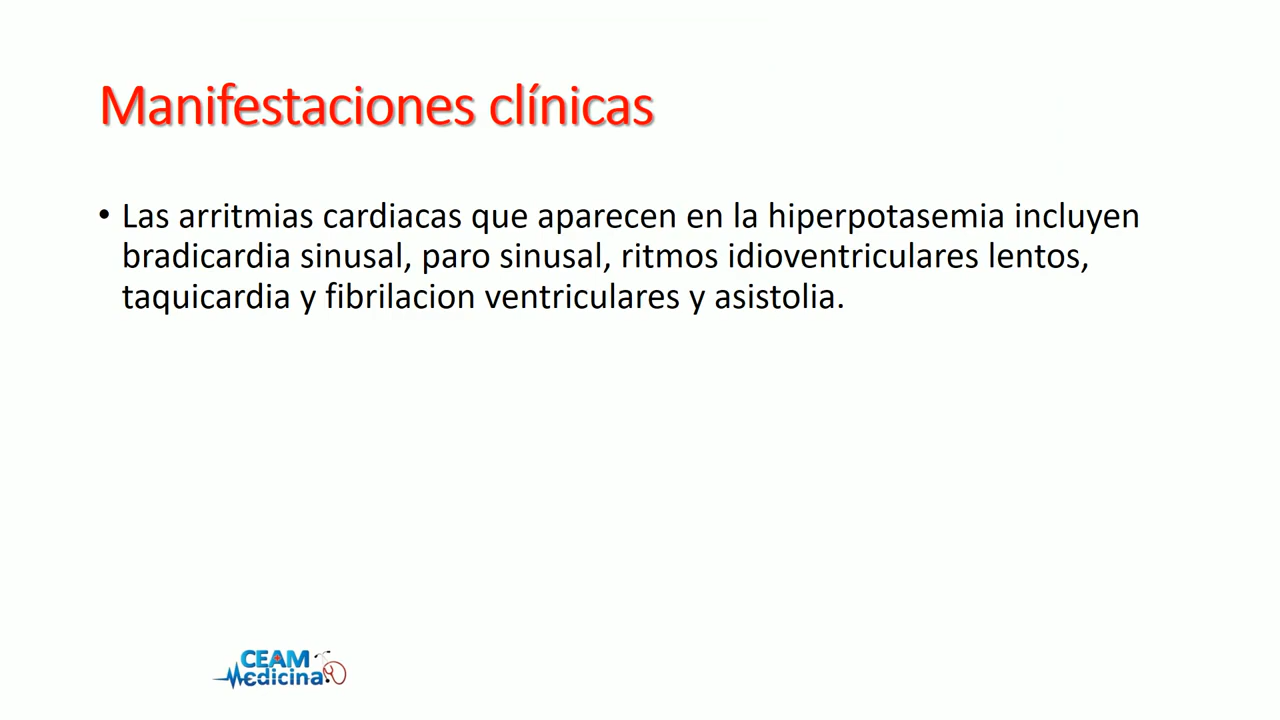 Manifestaciones clínicas
• Las arritmias cardiacas que aparecen en la hiperpotasemia incluyen
bradicardia sinusal, paro sinusal, ritmos idioventriculares lentos,
taquicardia y fibrilacion ventriculares y asistolia.
CEAM
Medicina